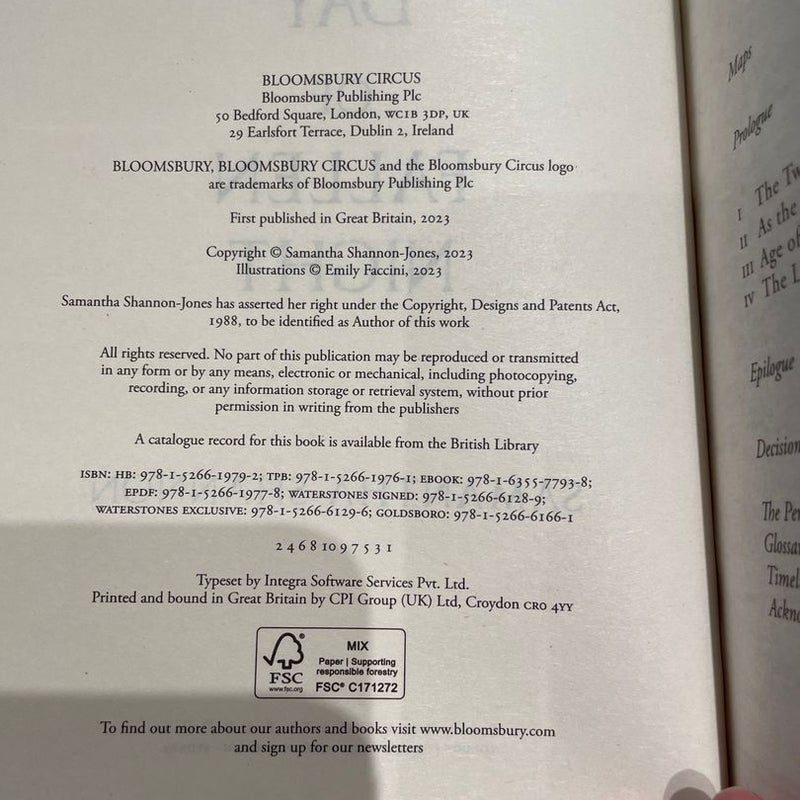 BLOOMSBURY CIRCUS
Bloomsbury Publishing Plc
50 Bedford Square, London, WC1B 3DP, UK
29 Earlsfort Terrace, Dublin 2, Ireland
BLOOMSBURY, BLOOMSBURY CIRCUS and the Bloomsbury Circus logo
are trademarks of Bloomsbury Publishing Plc
First published in Great Britain, 2023
Copyright © Samantha Shannon-Jones, 2023
Illustrations © Emily Faccini, 2023
Samantha Shannon-Jones has asserted her right under the Copyright, Designs and Patents Act,
1988, to be identified as Author of this work
All rights reserved. No part of this publication may be reproduced or transmitted
in any form or by any means, electronic or mechanical, including photocopying,
recording, or any information storage or retrieval system, without prior
permission in writing from the publishers
A catalogue record for this book is available from the British Library
ISBN: HB: 978-1-5266-1979-2; TPB: 978-1-5266-1976-1; EBOOK: 978-1-6355-7793-8;
EPDF: 978-1-5266-1977-8; WATERSTONES SIGNED: 978-1-5266-6128-9;
WATERSTONES EXCLUSIVE: 978-1-5266-6129-6; GOLDSBORO: 978-1-5266-6166-1
2 4 6 8 10 9 7 5 3 1
Typeset by Integra Software Services Pvt. Ltd.
Printed and bound in Great Britain by CPI Group (UK) Ltd, Croydon CR0 4YY
FSC
www.fsc.org
MIX
Paper | Supporting
responsible forestry
FSC® C171272
To find out more about our authors and books visit www.bloomsbury.com
and sign up for our newsletters
Maps
Prologue
I The Tw
II As the
III Age of
IV The L
Epilogue
Decision
The Per
Glossa
Timel
Ackno